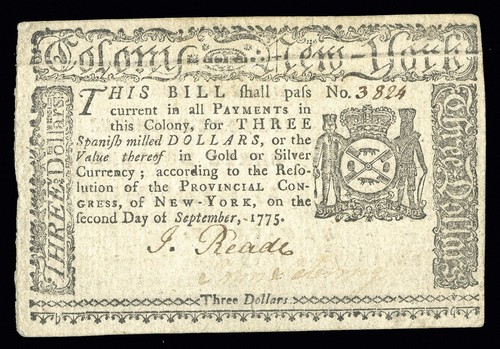 Colony of New-York
THREE Dollars
THIS BILL ſhall paſs
No. 3824
current in all PAYMENTS in
this Colony, for THREE
Spaniſh milled DOLLARS, or the
Value thereof in Gold or Silver
Currency; according to the Reſo-
lution of the PROVINCIAL CON-
GRESS, of NEW-YORK, on the
ſecond Day of September, 1775.
Three Dollars
J. Reade
Three Dollars